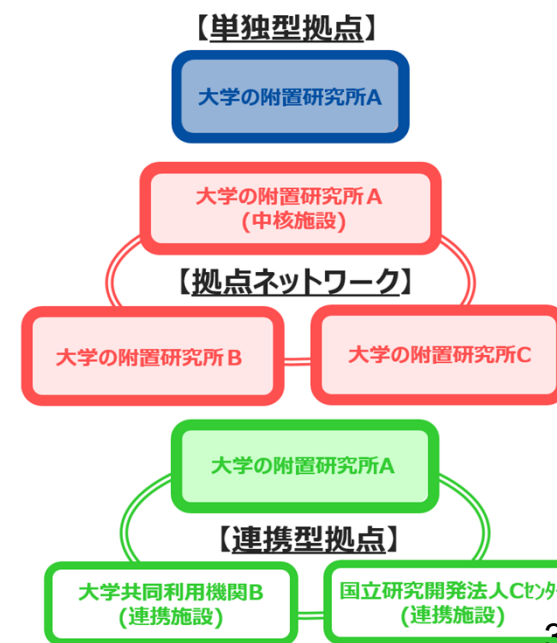 【単独型拠点】
大学の附置研究所A
大学の附置研究所A
(中核施設)
【拠点ネットワーク】
大学の附置研究所B
大学の附置研究所C
大学の附置研究所A
【連携型拠点】
大学共同利用機関B
(連携施設)
国立研究開発法人Cセンター
(連携施設)